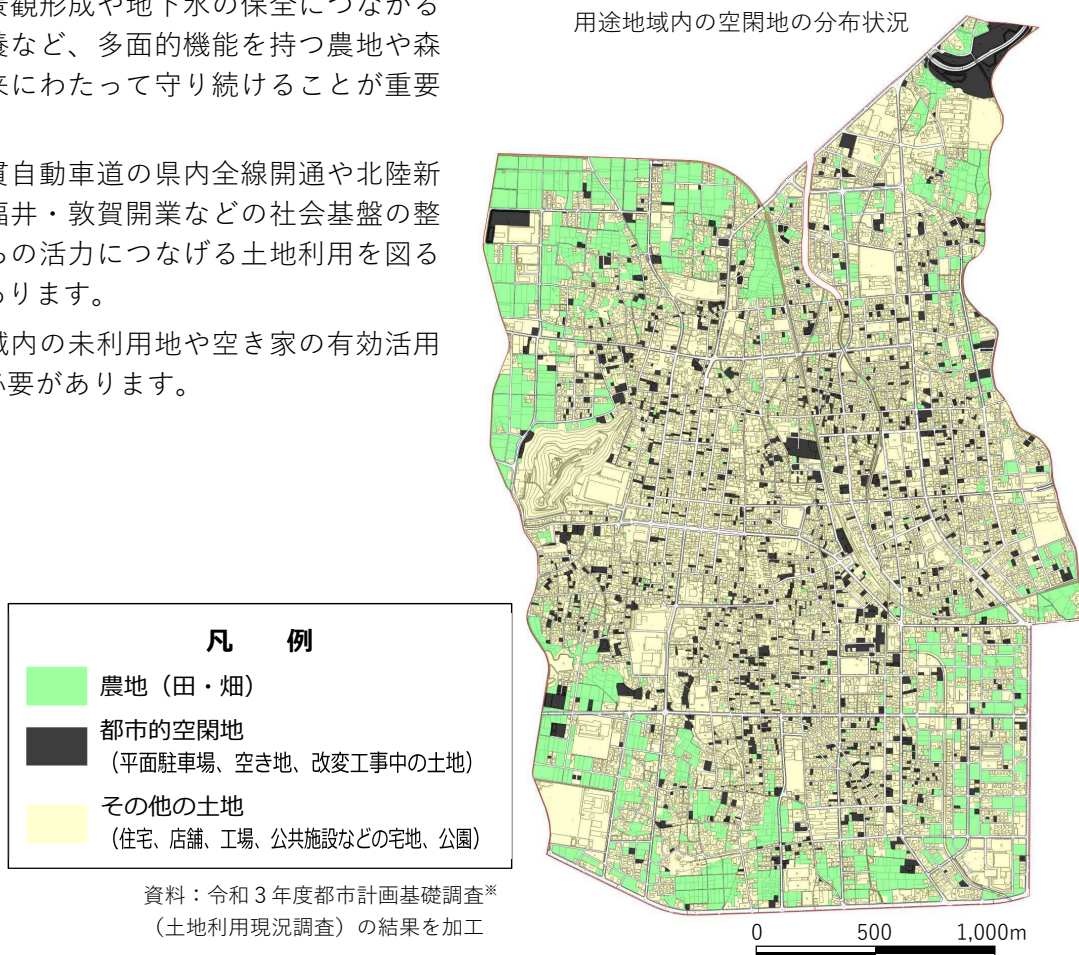 景観形成や地下水の保全につながる
養など、多面的機能を持つ農地や森
来にわたって守り続けることが重要
貫自動車道の県内全線開通や北陸新
福井・敦賀開業などの社会基盤の整
の活力につなげる土地利用を図る
あります。
域内の未利用地や空き家の有効活用
必要があります。
用途地域内の空閑地の分布状況
凡 例
農地（田・畑）
都市的空閑地
（平面駐車場、空き地、改変工事中の土地）
その他の土地
（住宅、店舗、工場、公共施設などの宅地、公園）
資料：令和３年度都市計画基礎調査※
（土地利用現況調査）の結果を加工
0 500 1,000m